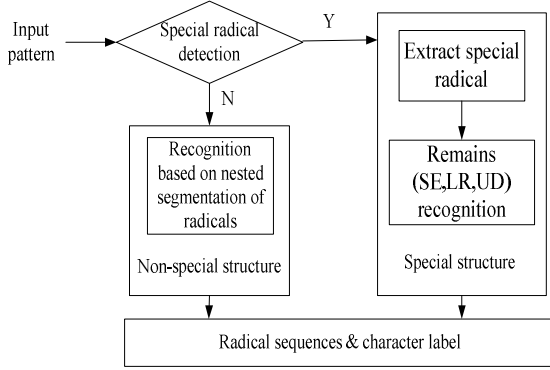 Input
pattern
Special radical
detection
Y
N
Extract special
radical
Remains
(SE,LR,UD)
recognition
Special structure
Recognition
based on nested
segmentation of
radicals
Non-special structure
Radical sequences & character label